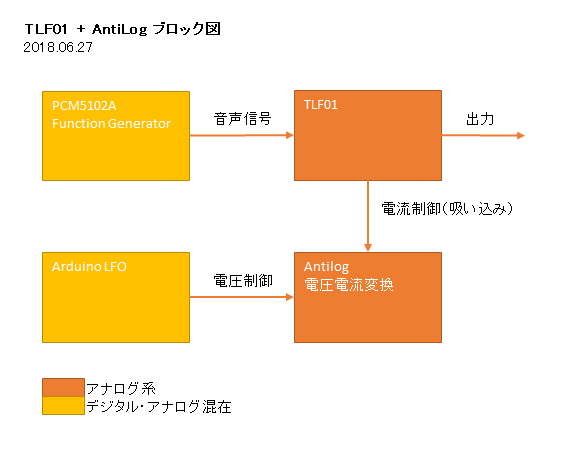 TLF01 + AntiLog ブロック図
2018.06.27
PCM5102A
Function Generator
音声信号
TLF01
出力
電流制御(吸い込み)
Arduino LFO
電圧制御
Antilog
電圧電流変換
アナログ系
デジタル・アナログ混在